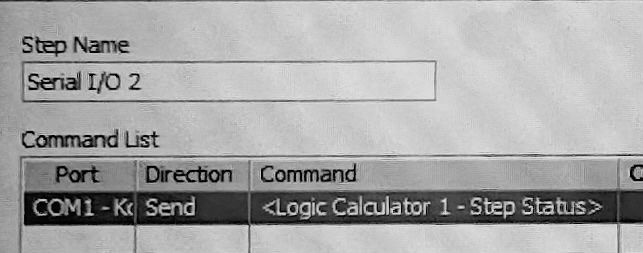 Step Name
Serial I/O 2
Command List
Port Direction Command
COM1 - Send <Logic Calculator 1 - Step Status>